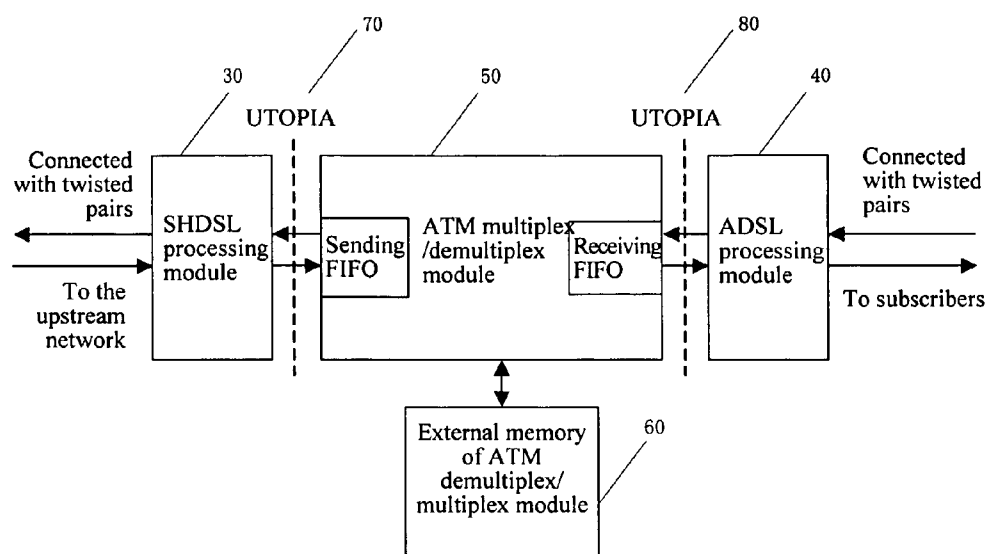 70
80
30
50
40
UTOPIA
UTOPIA
Connected
with twisted
pairs
SHDSL
processing
module
To the
upstream
network
Sending
FIFO
ATM multiplex
/demultiplex
module
Receiving
FIFO
ADSL
processing
module
Connected
with twisted
pairs
To subscribers
External memory
of ATM
demultiplex/
multiplex module
60